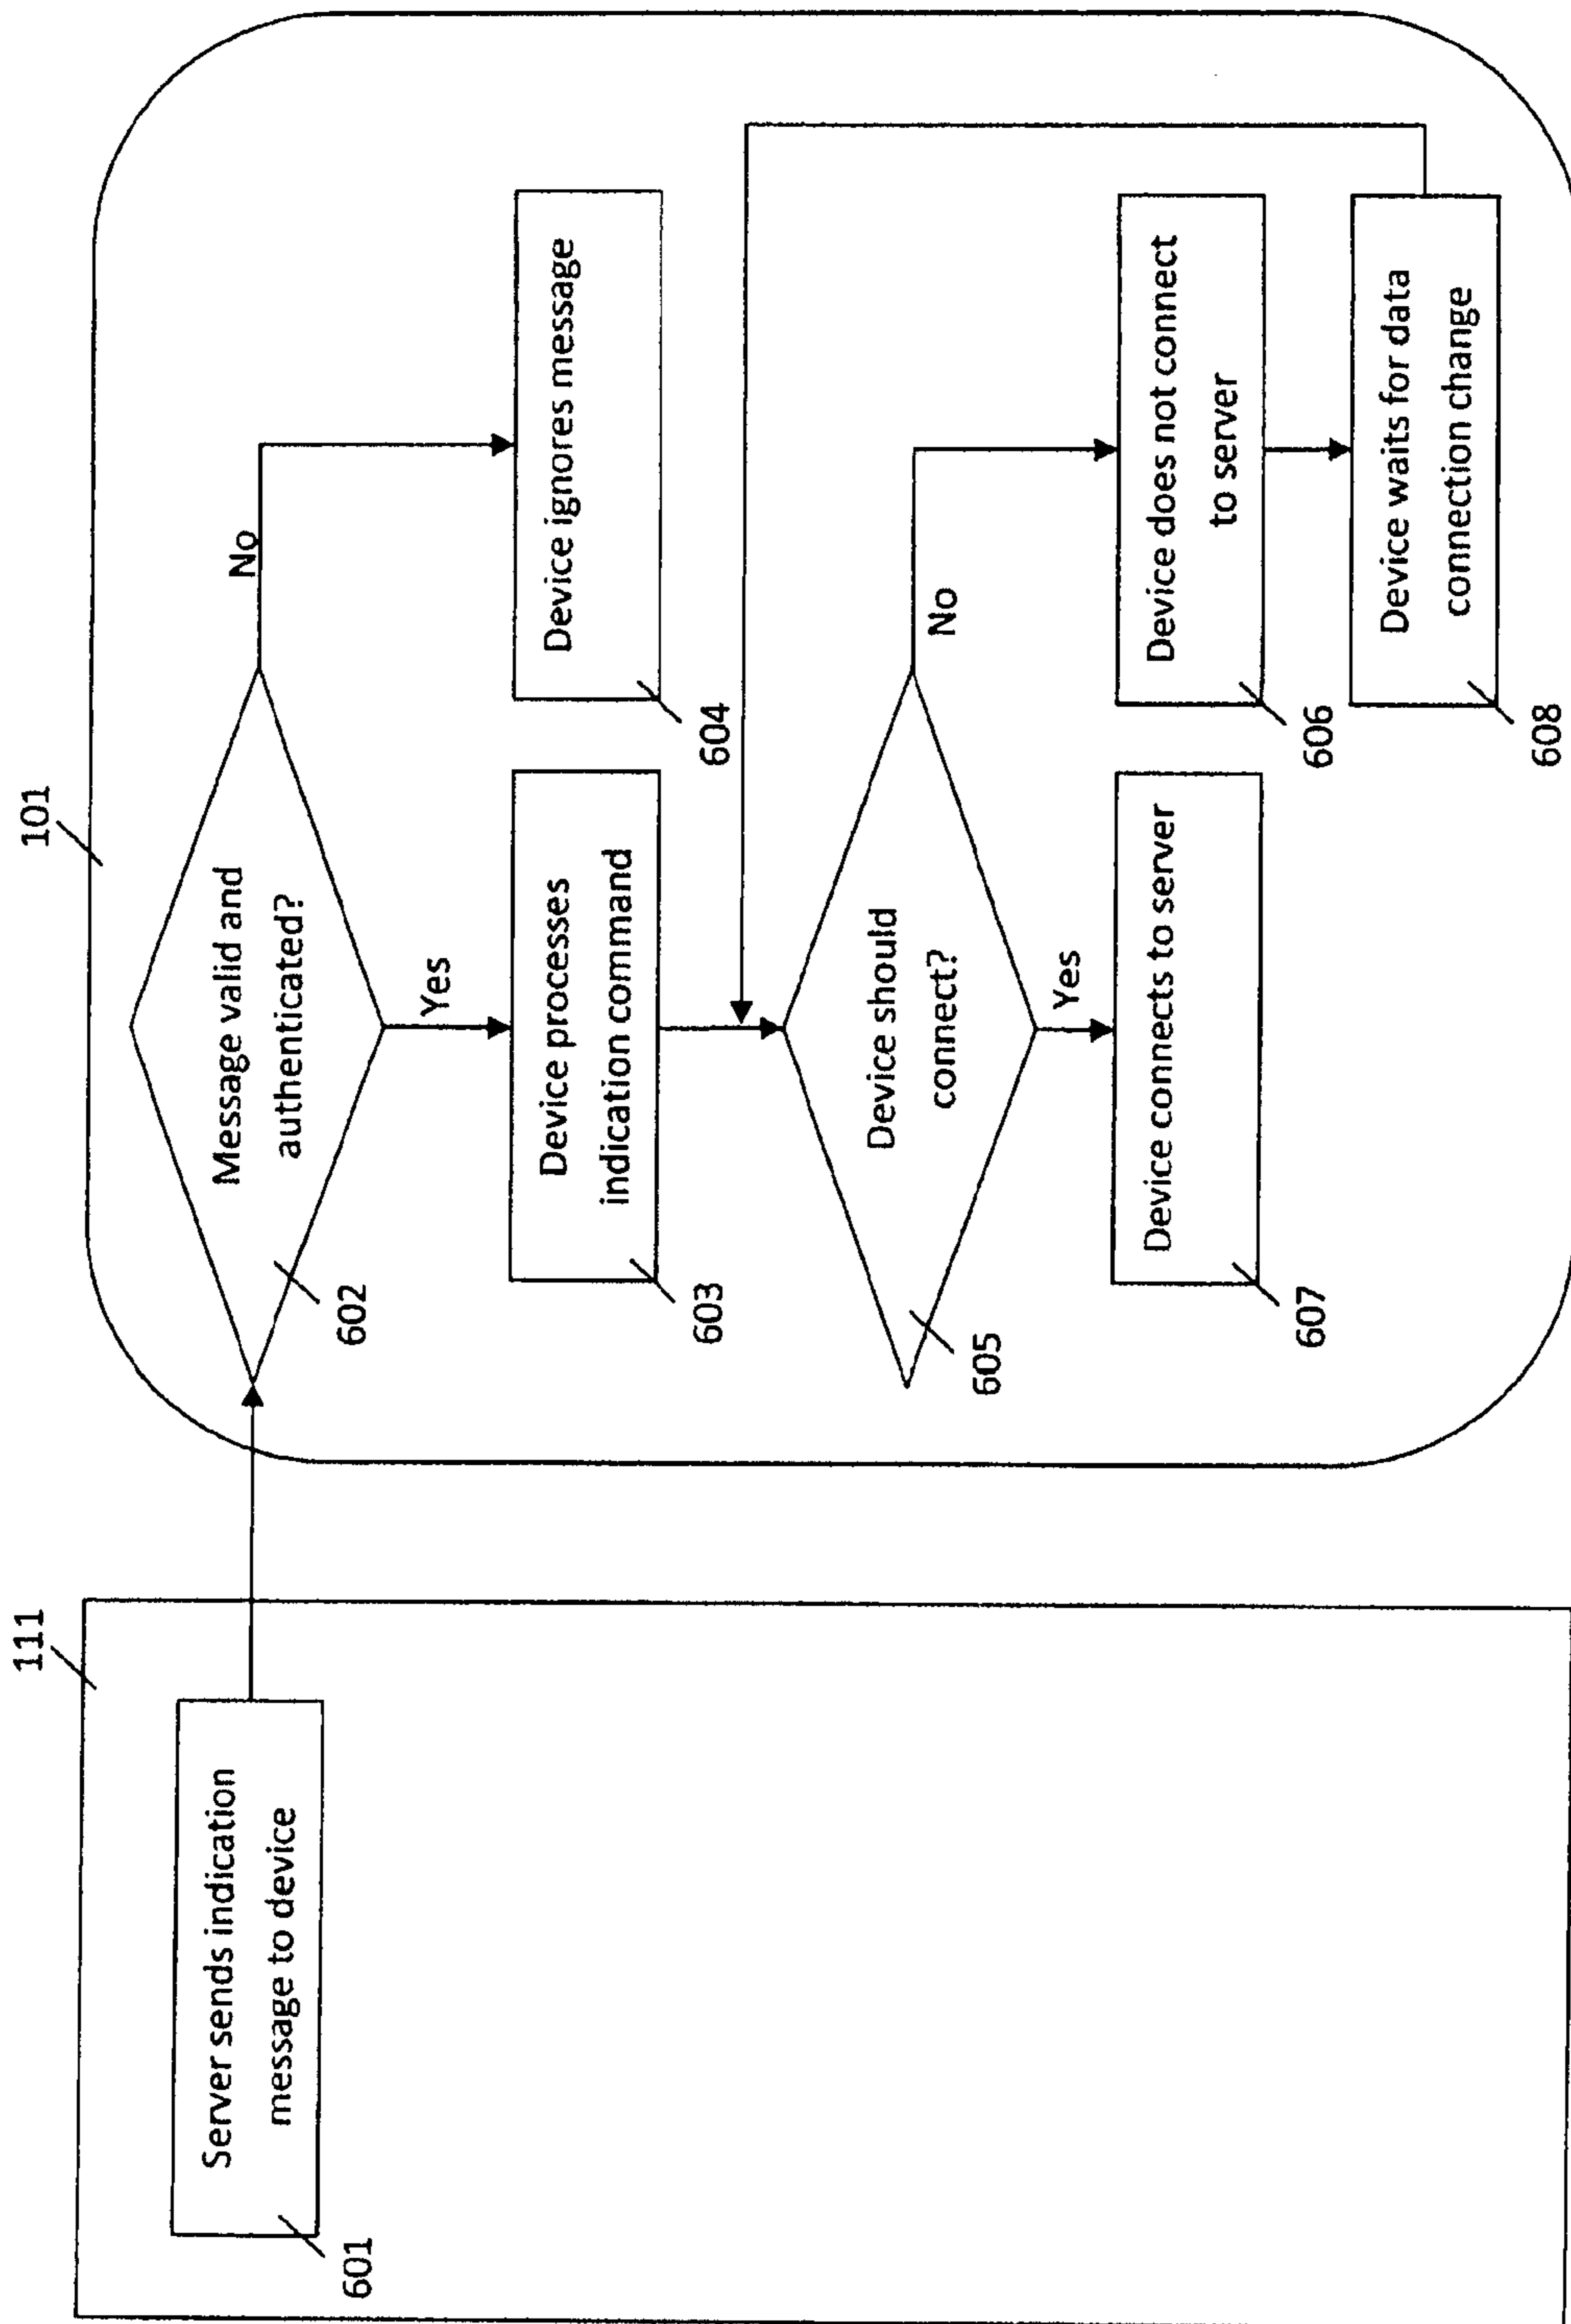 111
101
Server sends indication
message to device
601
Message valid and
authenticated?
602
No
Yes
Device processes
indication command
603
Device ignores message
604
Device should
connect?
605
No
Yes
Device connects to server
607
Device does not connect
to server
606
Device waits for data
connection change
608